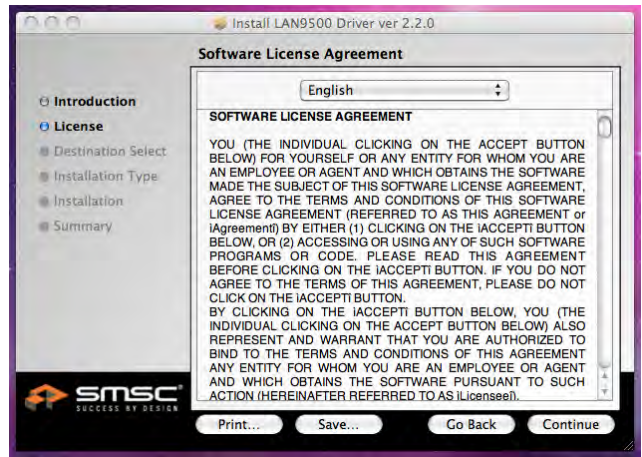 Install LAN9500 Driver ver 2.2.0
Software License Agreement
Introduction
License
Destination Select
Installation Type
Installation
Summary
English
SOFTWARE LICENSE AGREEMENT
YOU (THE INDIVIDUAL CLICKING ON THE ACCEPT BUTTON
BELOW) FOR YOURSELF OR ANY ENTITY FOR WHOM YOU ARE
AN EMPLOYEE OR AGENT AND WHICH OBTAINS THE SOFTWARE
MADE THE SUBJECT OF THIS SOFTWARE LICENSE AGREEMENT,
AGREE TO THE TERMS AND CONDITIONS OF THIS SOFTWARE
LICENSE AGREEMENT (REFERRED TO AS THIS AGREEMENT or
iAgreementî) BY EITHER (1) CLICKING ON THE ìACCEPTî BUTTON
BELOW, OR (2) ACCESSING OR USING ANY OF SUCH SOFTWARE
PROGRAMS OR CODE. PLEASE READ THIS AGREEMENT
BEFORE CLICKING ON THE ìACCEPTî BUTTON. IF YOU DO NOT
AGREE TO THE TERMS OF THIS AGREEMENT, PLEASE DO NOT
CLICK ON THE ìACCEPTî BUTTON.
BY CLICKING ON THE ìACCEPTî BUTTON BELOW, YOU (THE
INDIVIDUAL CLICKING ON THE ACCEPT BUTTON BELOW) ALSO
REPRESENT AND WARRANT THAT YOU ARE AUTHORIZED TO
BIND TO THE TERMS AND CONDITIONS OF THIS AGREEMENT
ANY ENTITY FOR WHOM YOU ARE AN EMPLOYEE OR AGENT
AND WHICH OBTAINS THE SOFTWARE PURSUANT TO SUCH
ACTION (HEREINAFTER REFERRED TO AS ìLicenseeî).
smsc
SUCCESS BY DESIGN
Print...
Save...
Go Back
Continue